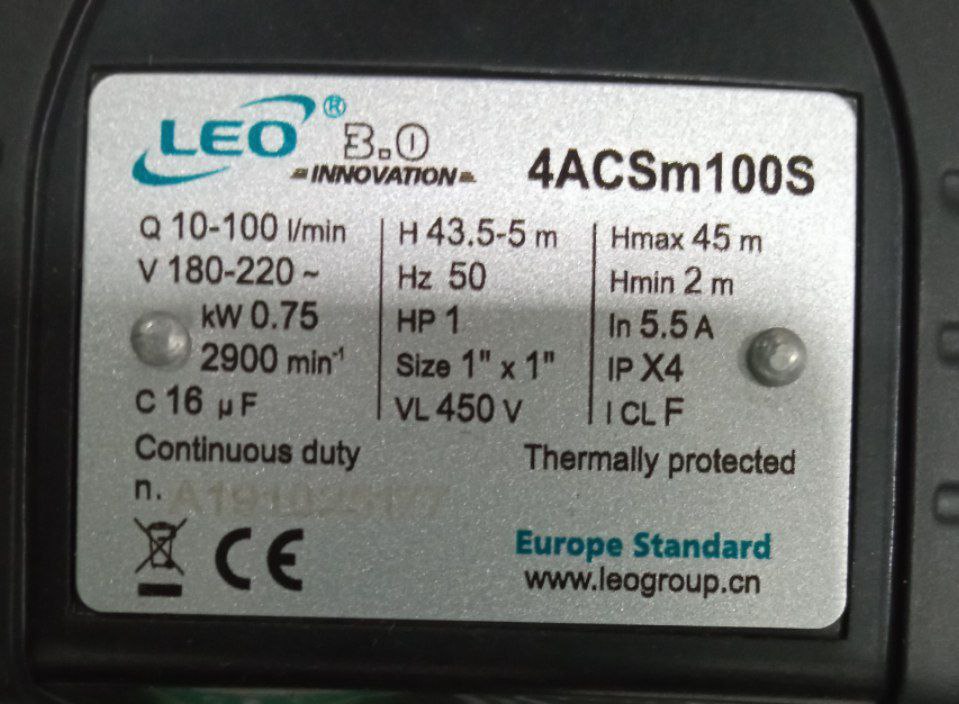 LEO® 3.0
INNOVATION
4ACSm100S
Q 10-100 l/min
V 180-220 ~
kW 0.75
2900 min⁻¹
C 16 µF
H 43.5-5 m
Hz 50
HP 1
Size 1" x 1"
VL 450 V
Hmax 45 m
Hmin 2 m
In 5.5 A
IP X4
I CL F
Continuous duty
Thermally protected
n.
CE
Europe Standard
www.leogroup.cn